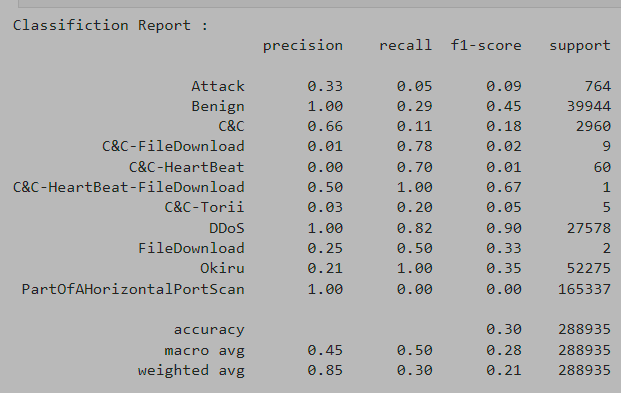 Classifiction Report :
precision recall f1-score support
Attack 0.33 0.05 0.09 764
Benign 1.00 0.29 0.45 39944
C&C 0.66 0.11 0.18 2960
C&C-FileDownload 0.01 0.78 0.02 9
C&C-HeartBeat 0.00 0.70 0.01 60
C&C-HeartBeat-FileDownload 0.50 1.00 0.67 1
C&C-Torii 0.03 0.20 0.05 5
DDoS 1.00 0.82 0.90 27578
FileDownload 0.25 0.50 0.33 2
Okiru 0.21 1.00 0.35 52275
PartOfAHorizontalPortScan 1.00 0.00 0.00 165337
accuracy 0.30 288935
macro avg 0.45 0.50 0.28 288935
weighted avg 0.85 0.30 0.21 288935